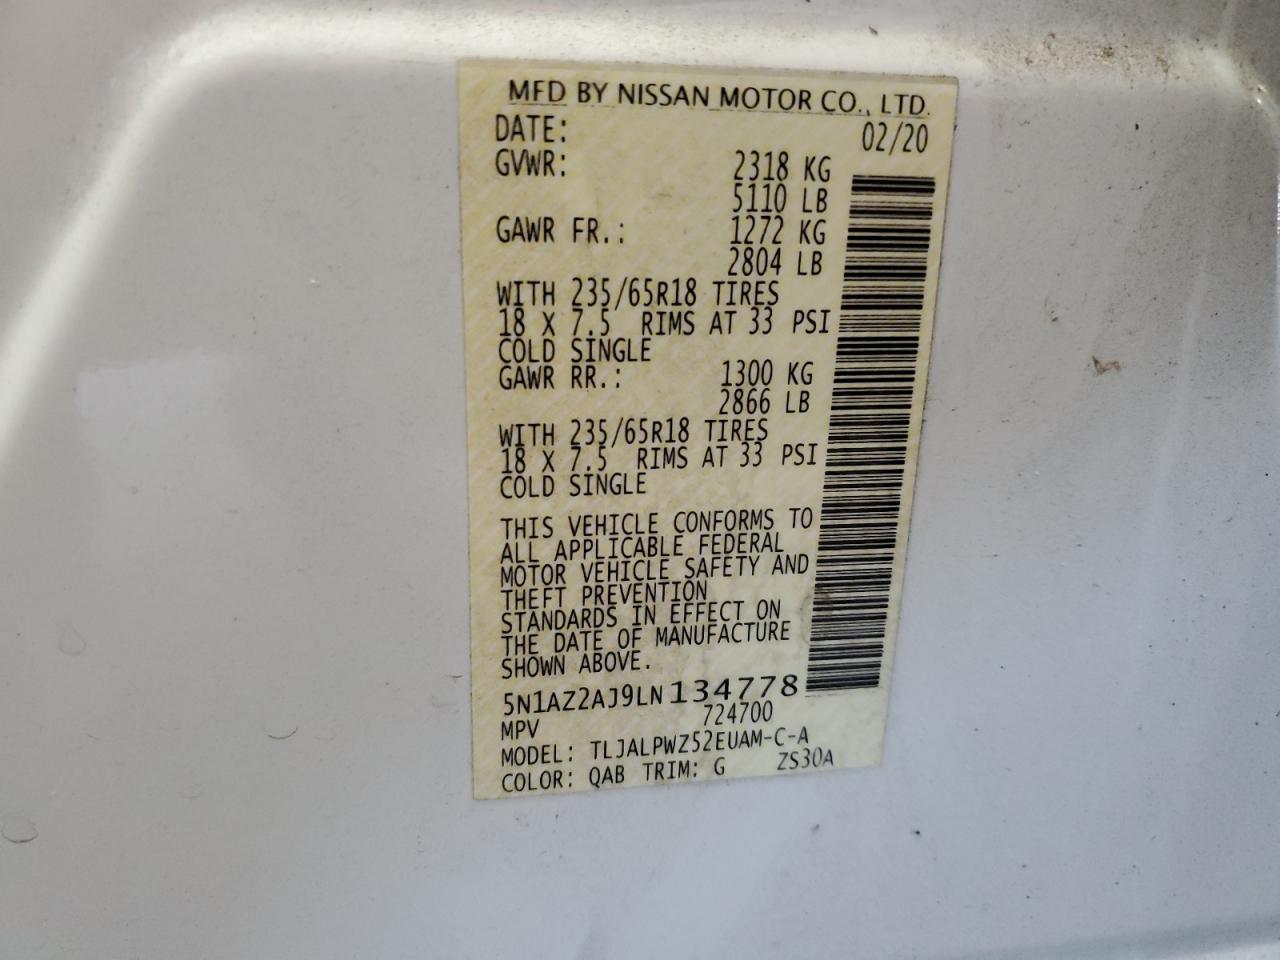 MFD BY NISSAN MOTOR CO., LTD.
DATE: 02/20
GVWR: 2318 KG
5110 LB
GAWR FR.: 1272 KG
2804 LB
WITH 235/65R18 TIRES
18 X 7.5 RIMS AT 33 PSI
COLD SINGLE
GAWR RR.: 1300 KG
2866 LB
WITH 235/65R18 TIRES
18 X 7.5 RIMS AT 33 PSI
COLD SINGLE
THIS VEHICLE CONFORMS TO
ALL APPLICABLE FEDERAL
MOTOR VEHICLE SAFETY AND
THEFT PREVENTION
STANDARDS IN EFFECT ON
THE DATE OF MANUFACTURE
SHOWN ABOVE.
5N1AZ2AJ9LN134778
MPV 724700
MODEL: TLJALPWZ52EUAM-C-A
COLOR: QAB TRIM: G ZS30A